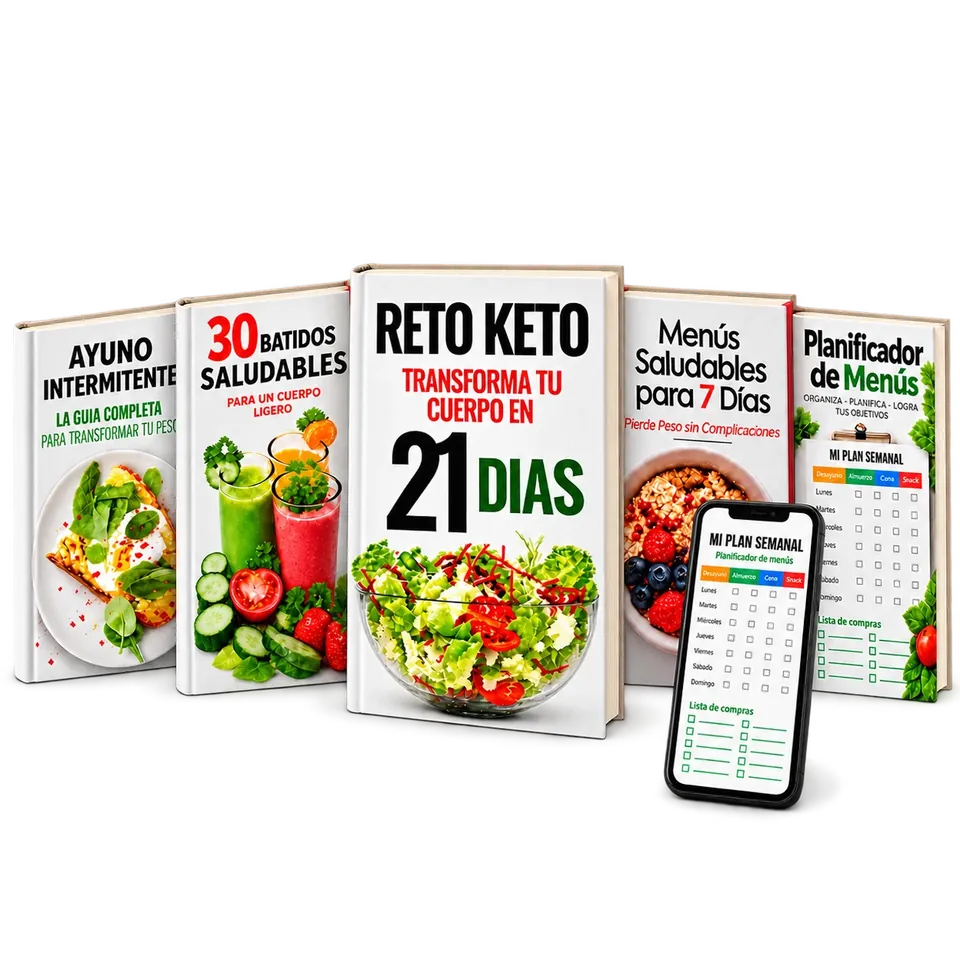 AYUNO
INTERMITENTE
LA GUIA COMPLETA
PARA TRANSFORMAR TU PESO
30 BATIDOS
SALUDABLES
PARA UN CUERPO
LIGERO
RETO KETO
TRANSFORMA TU
CUERPO EN
21 DIAS
Menús
Saludables
para 7 Días
Pierde Peso sin Complicaciones
Planificador
de Menús
ORGANIZA - PLANIFICA - LOGRA
TUS OBJETIVOS
MI PLAN SEMANAL
Desayuno Almuerzo Cena Snack
Lunes
Martes
Miércoles
Jueves
Viernes
Sabado
Domingo
Lista de compras
MI PLAN SEMANAL
Planificador de menús
Desayuno Almuerzo Cena Snack
Lunes
Martes
Miércoles
Jueves
Viernes
Sabado
Domingo
Lista de compras